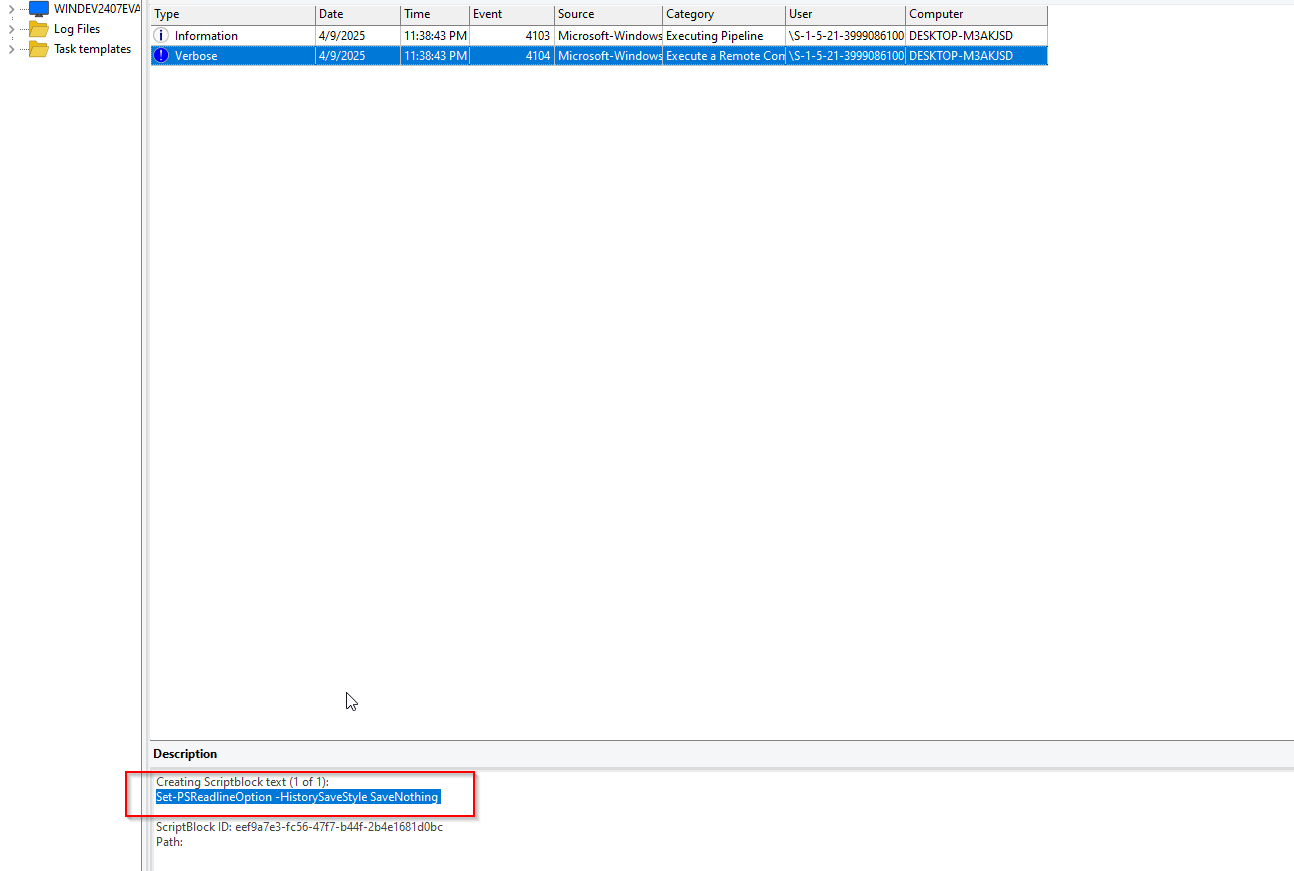 WINDEV2407EVA
Log Files
Task templates
Type Date Time Event Source Category User Computer
Information 4/9/2025 11:38:43 PM 4103 Microsoft-Windows Executing Pipeline \S-1-5-21-3999086100 DESKTOP-M3AKJSD
Verbose 4/9/2025 11:38:43 PM 4104 Microsoft-Windows Execute a Remote Con \S-1-5-21-3999086100 DESKTOP-M3AKJSD
Description
Creating Scriptblock text (1 of 1):
Set-PSReadlineOption -HistorySaveStyle SaveNothing
ScriptBlock ID: eef9a7e3-fc56-47f7-b44f-2b4e1681d0bc
Path: